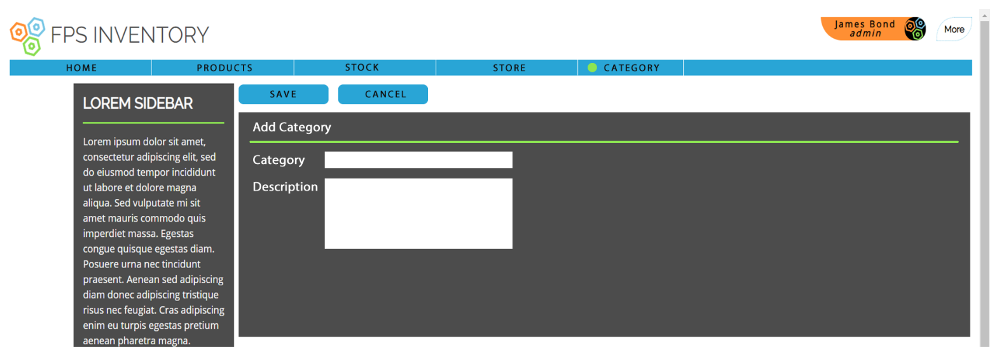 FPS INVENTORY
James Bond
admin
More
HOME
PRODUCTS
STOCK
STORE
CATEGORY
LOREM SIDEBAR
Lorem ipsum dolor sit amet,
consectetur adipiscing elit, sed
do eiusmod tempor incididunt
ut labore et dolore magna
aliqua. Sed vulputate mi sit
amet mauris commodo quis
imperdiet massa. Egestas
congue quisque egestas diam.
Posuere urna nec tincidunt
praesent. Aenean sed adipiscing
diam donec adipiscing tristique
risus nec feugiat. Cras adipiscing
enim eu turpis egestas pretium
aenean pharetra magna.
SAVE
CANCEL
Add Category
Category
Description